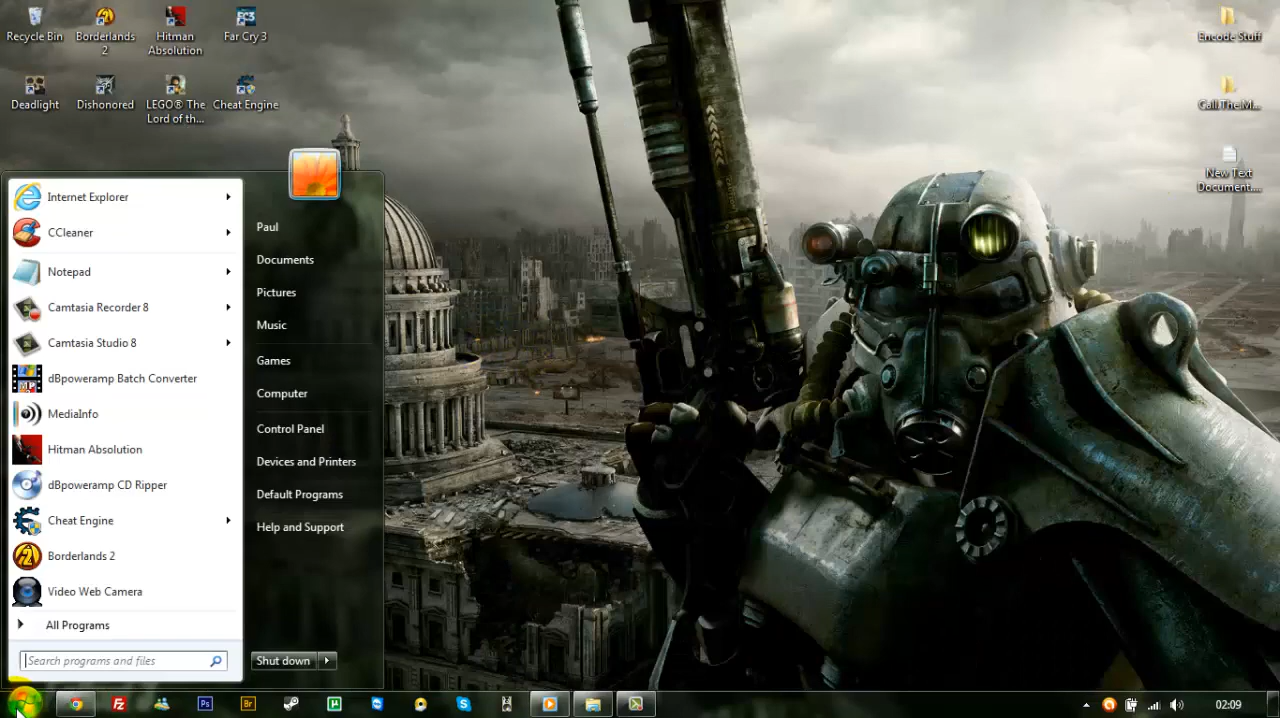 Recycle Bin
Borderlands
2
Hitman
Absolution
Far Cry 3
Deadlight
Dishonored
LEGO® The
Lord of th...
Cheat Engine
Encode Stuff
Call.The.M...
New Text
Document....
Internet Explorer
CCleaner
Notepad
Camtasia Recorder 8
Camtasia Studio 8
dBpoweramp Batch Converter
MediaInfo
Hitman Absolution
dBpoweramp CD Ripper
Cheat Engine
Borderlands 2
Video Web Camera
All Programs
Search programs and files
Paul
Documents
Pictures
Music
Games
Computer
Control Panel
Devices and Printers
Default Programs
Help and Support
Shut down
Ps
Br
02:09